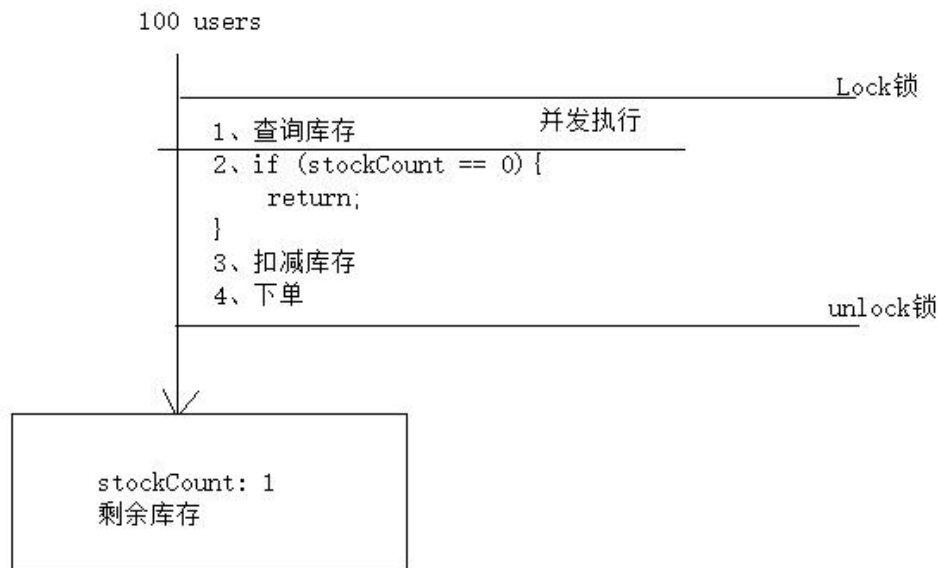 100 users
Lock锁
并发执行
1、查询库存
2、if (stockCount == 0){
return;
}
3、扣减库存
4、下单
unlock锁
stockCount: 1
剩余库存